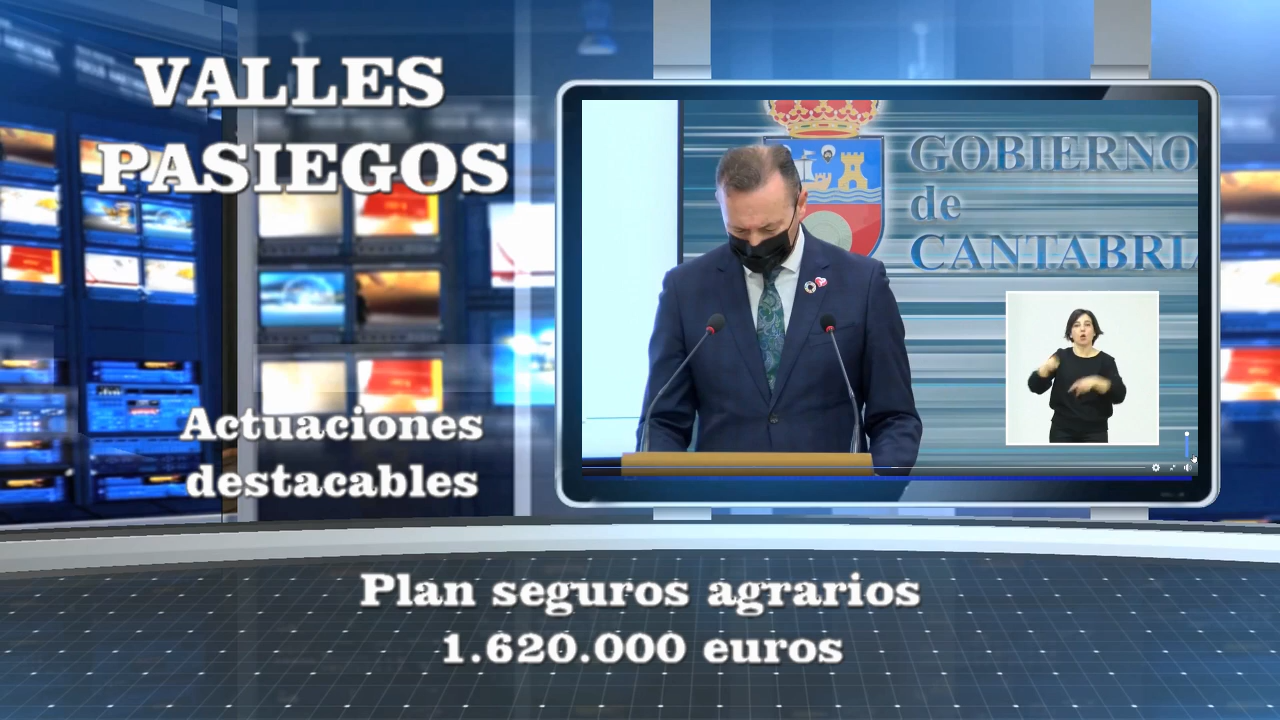 VALLES
PASIEGOS
GOBIERNO
de
CANTABRIA
Actuaciones
destacables
Plan seguros agrarios
1.620.000 euros